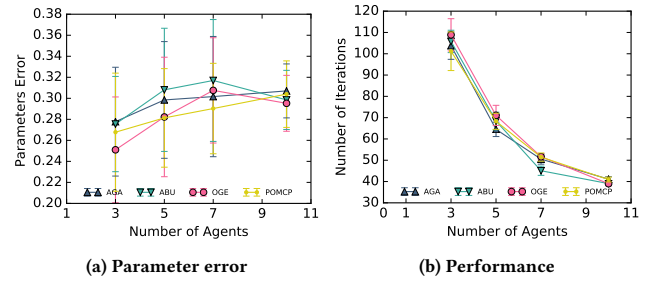 0.38
0.36
0.34
0.32
0.30
0.28
0.26
0.24
0.22
0.20
Parameters Error
AGA ABU OGE POMCP
1 3 5 7 9 11
Number of Agents
(a) Parameter error
130
120
110
100
90
80
70
60
50
40
30
Number of Iterations
AGA ABU OGE POMCP
0 1 3 5 7 9 11
Number of Agents
(b) Performance